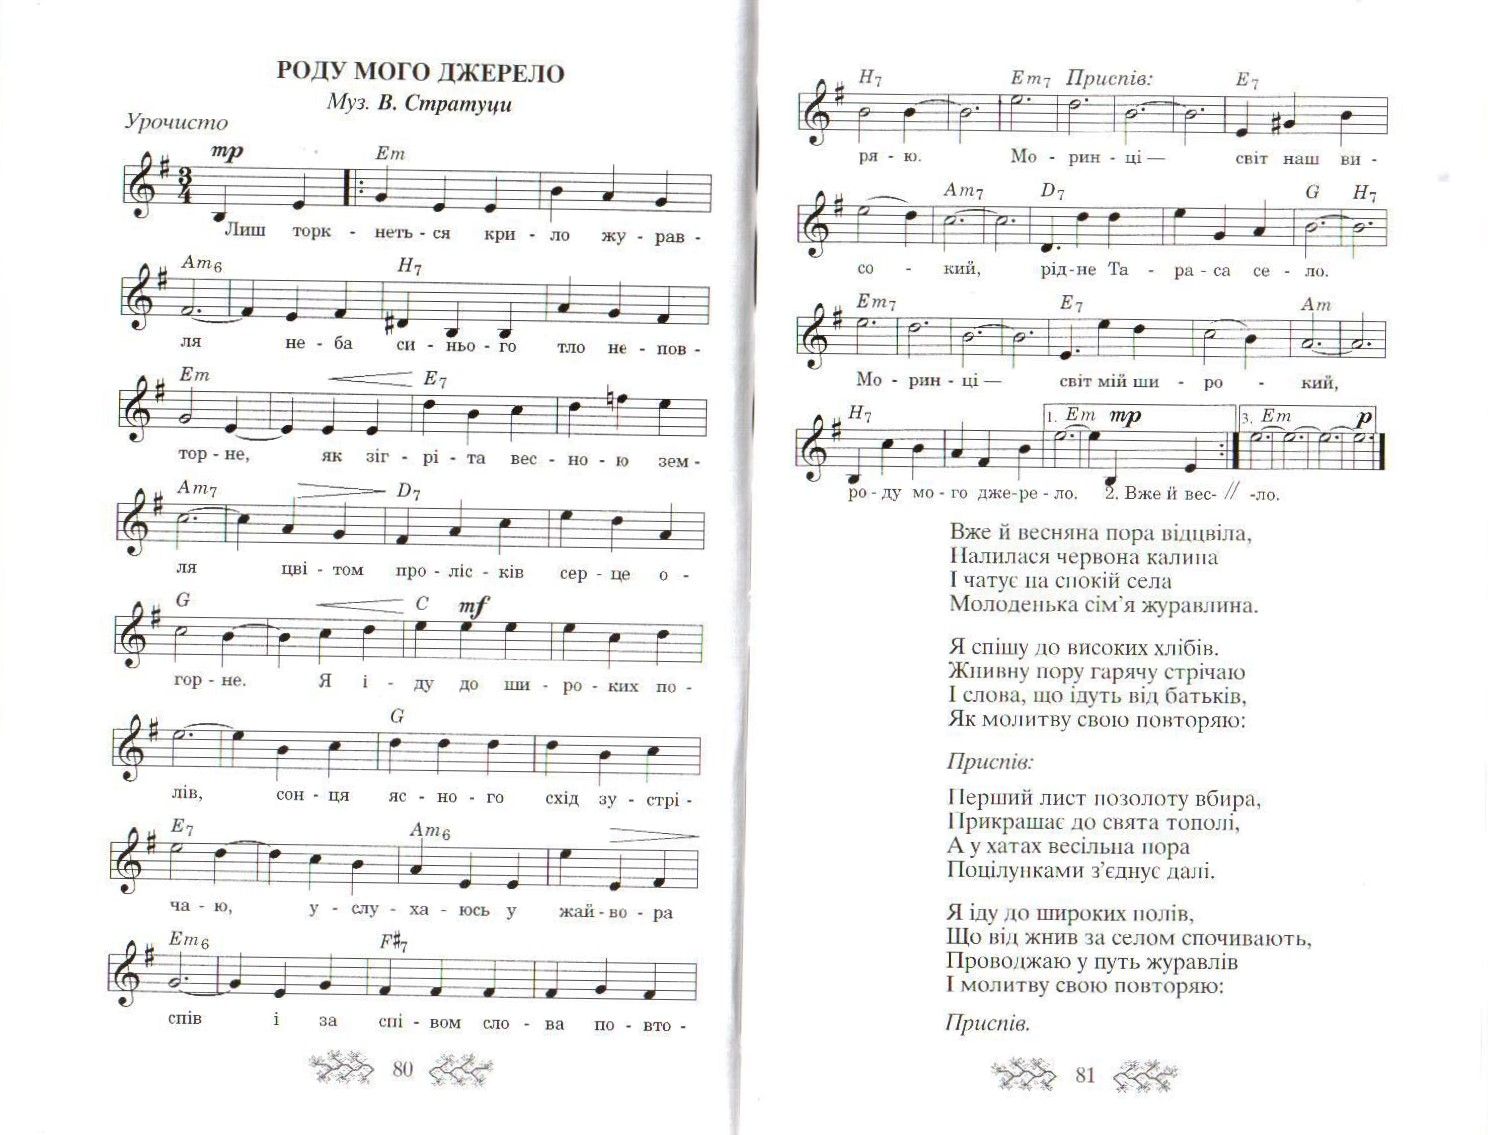 РОДУ МОГО ДЖЕРЕЛО
Муз. В. Стратуци
Урочисто
mp Em
3/4
Лиш торк - неть - ся кри - ло жу - рав -
Am6 H7
ля не - ба си - ньо - го тло не - пов -
Em E7
тор - не, як зіг - рі - та вес - но - ю зем -
Am7 D7
ля цві - том про - ліс - ків сер - це о -
G C mf
гор - не. Я і - ду до ши - ро - ких по -
G
лів, сон - ця яс - но - го схід зу - стрі -
E7 Am6
ча - ю, у - слу - ха - юсь у жай - во - ра
Em6 F#7
спів і за спі - вом сло - ва по - вто -
80
H7 Em7 Приспів: E7
ря - ю. Мо - рин - ці — світ наш ви -
Am7 D7 G H7
со - кий, рід - не Та - ра - са се - ло.
Em7 E7 Am
Мо - рин - ці — світ мій ши - ро - кий,
H7 1. Em mp 3. Em p
ро - ду мо - го дже - ре - ло. 2. Вже й вес- // -ло.
Вже й весняна пора відцвіла,
Налилася червона калина
І чатує на спокій села
Молоденька сім'я журавлина.
Я спішу до високих хлібів.
Жнивну пору гарячу стрічаю
І слова, що ідуть від батьків,
Як молитву свою повторяю:
Приспів:
Перший лист позолоту вбира,
Прикрашає до свята тополі,
А у хатах весільна пора
Поцілунками з'єднує далі.
Я іду до широких полів,
Що від жнив за селом спочивають,
Проводжаю у путь журавлів
І молитву свою повторяю:
Приспів.
81